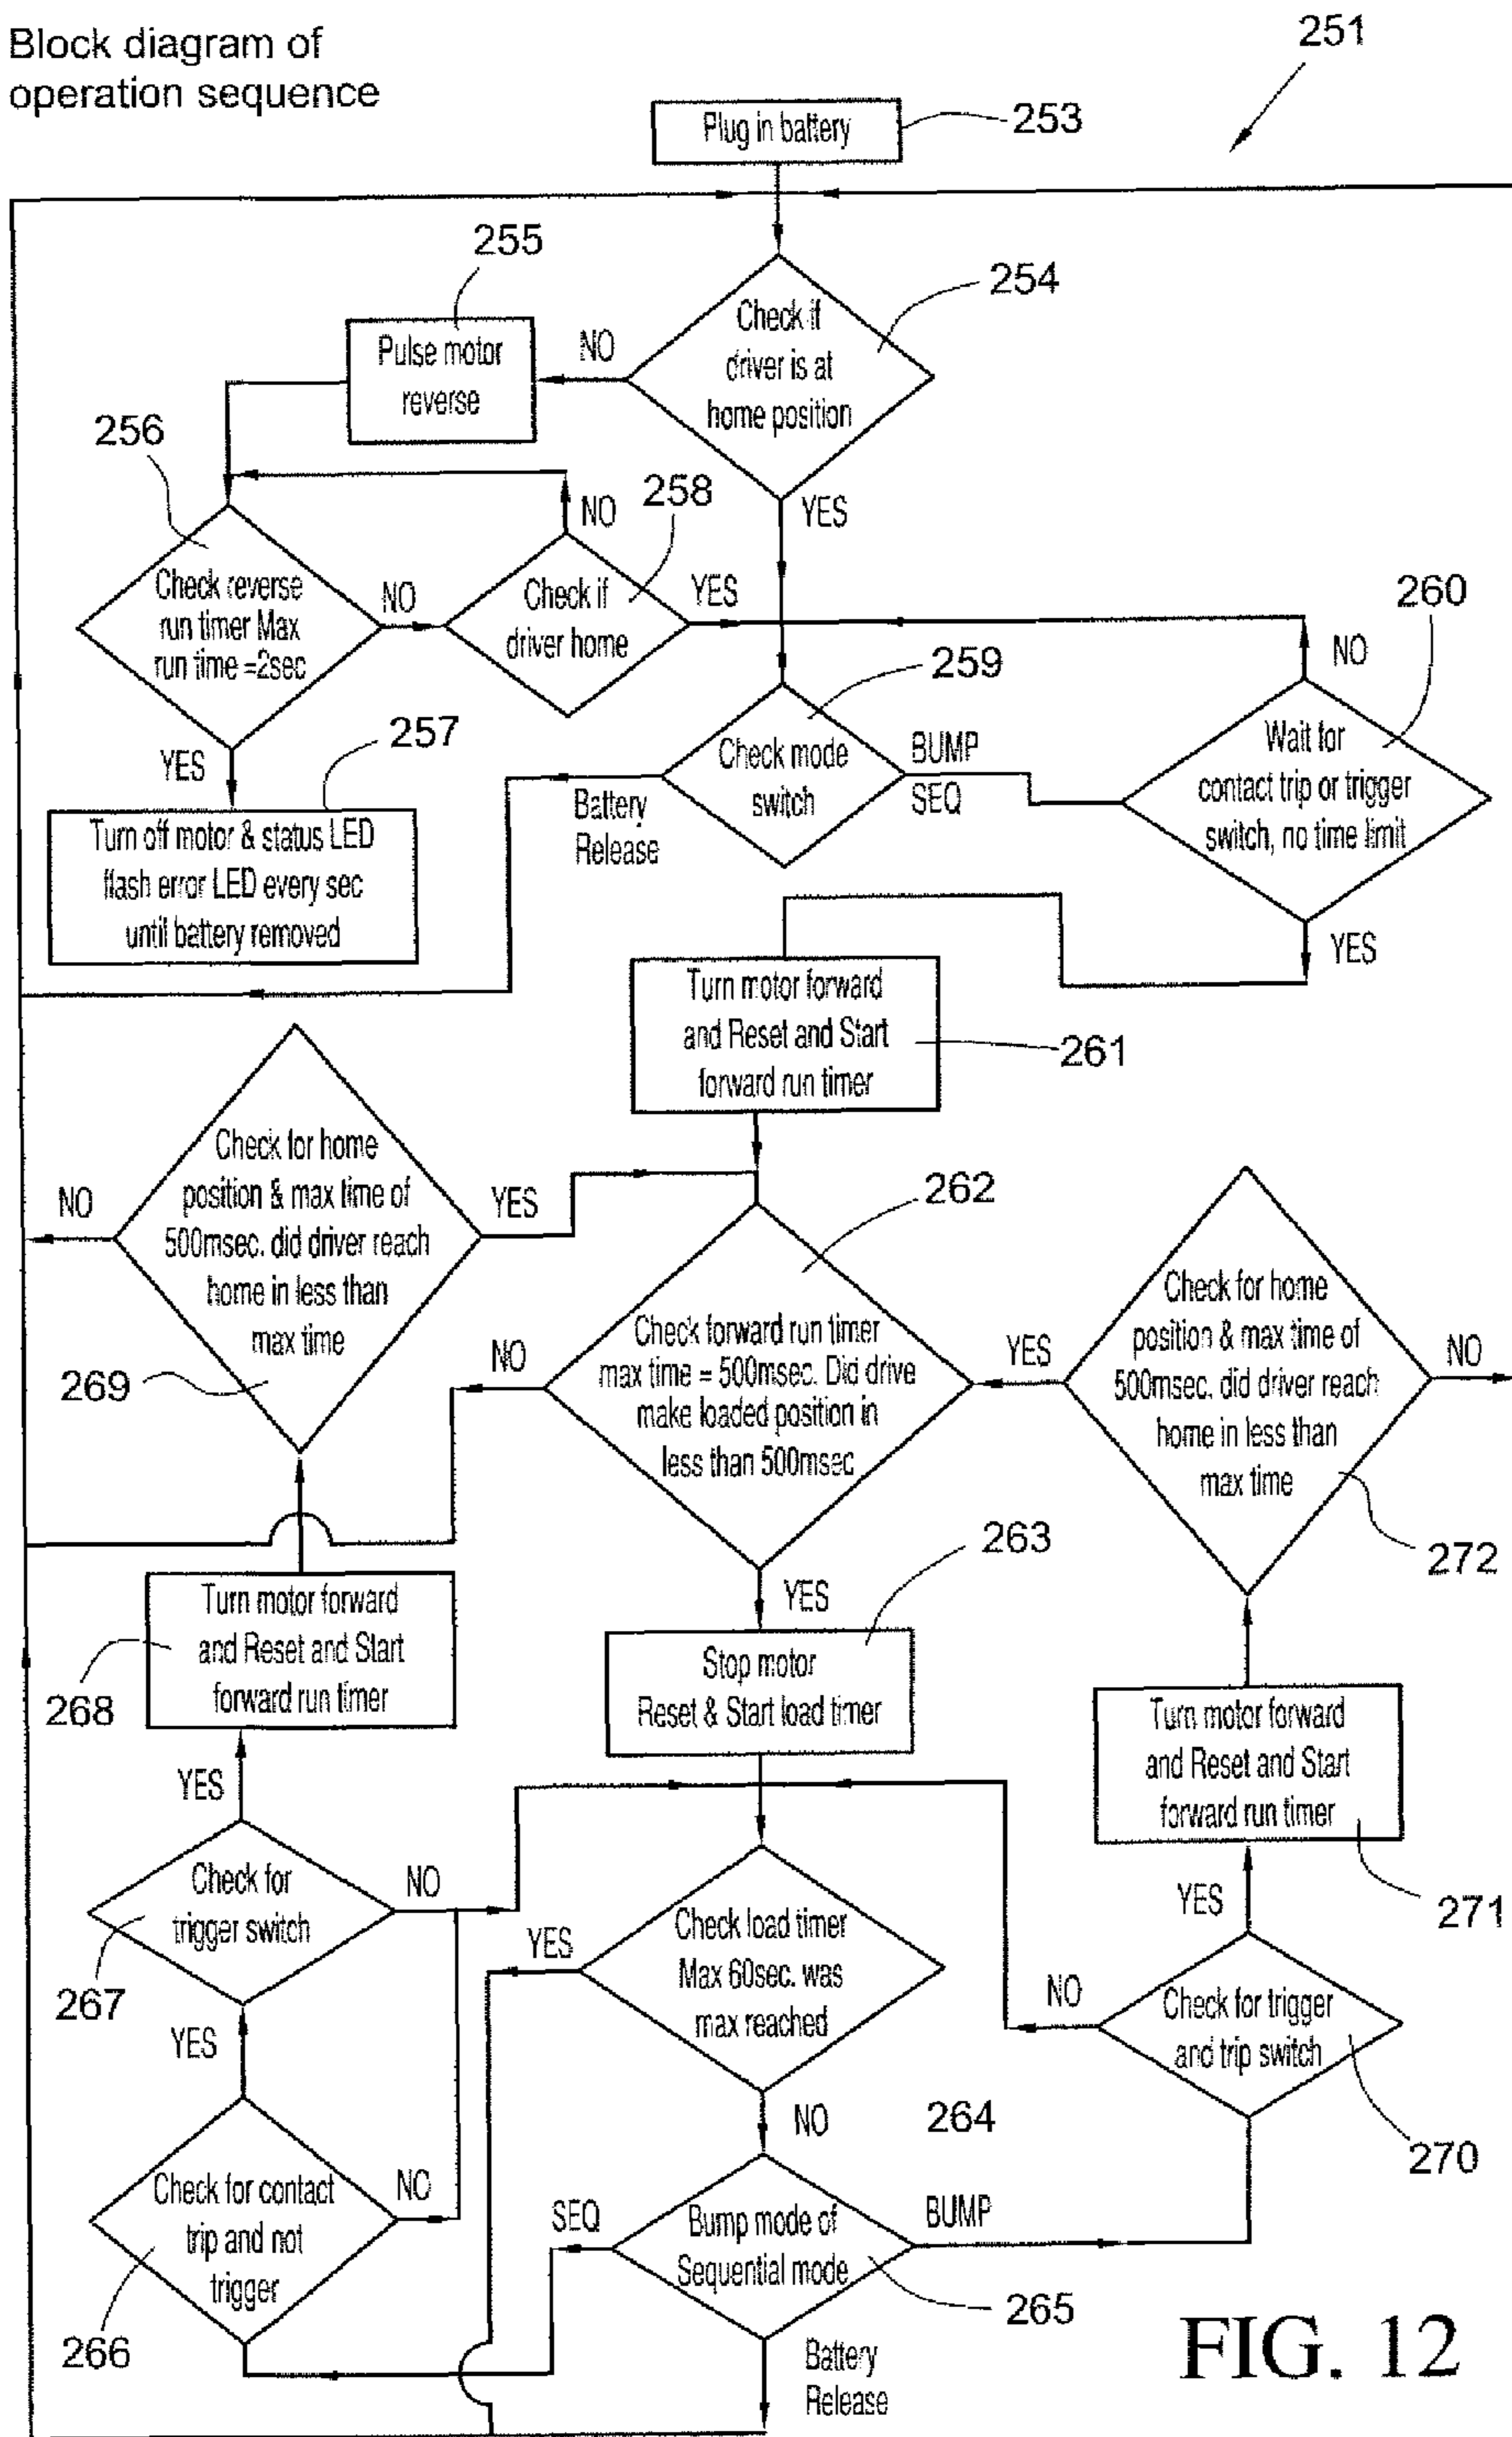 Block diagram of
operation sequence
251
Plug in battery
253
255
254
Check if
driver is at
home position
NO
Pulse motor
reverse
256
258
NO
YES
Check reverse
run timer Max
run time =2sec
NO
Check if
driver home
YES
260
NO
259
257
YES
Check mode
switch
BUMP
SEQ
Battery
Release
Wait for
contact trip or trigger
switch, no time limit
Turn off motor & status LED
flash error LED every sec
until battery removed
YES
Turn motor forward
and Reset and Start
forward run timer
261
Check for home
position & max time of
500msec. did driver reach
home in less than
max time
NO
YES
262
269
NO
Check forward run timer
max time = 500msec. Did drive
make loaded position in
less than 500msec
YES
Check for home
position & max time of
500msec. did driver reach
home in less than
max time
NO
272
263
YES
Turn motor forward
and Reset and Start
forward run timer
268
Stop motor
Reset & Start load timer
Turn motor forward
and Reset and Start
forward run timer
271
YES
Check for
trigger switch
NO
267
YES
YES
Check load timer
Max 60sec. was
max reached
NO
YES
Check for trigger
and trip switch
270
NO
264
Check for contact
trip and not
trigger
NO
266
SEQ
Bump mode of
Sequential mode
BUMP
265
Battery
Release
FIG. 12